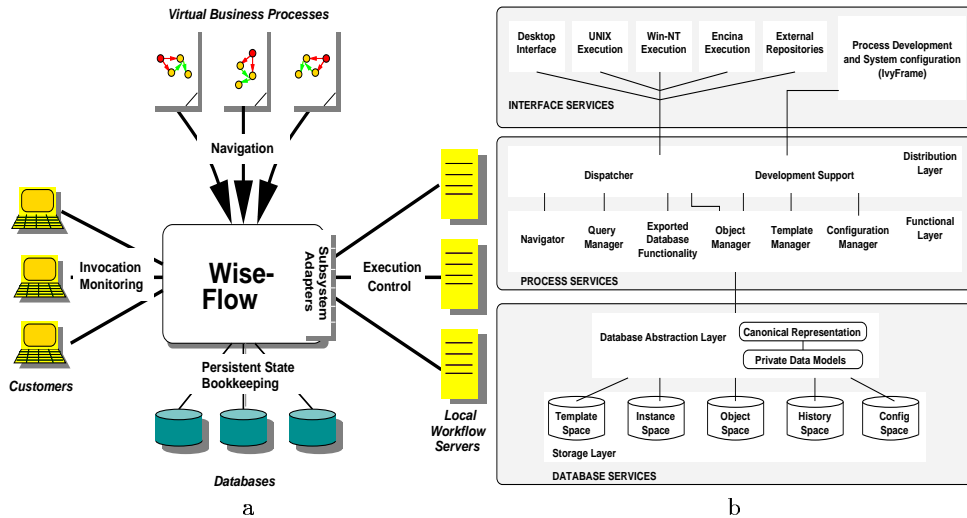 Virtual Business Processes
Navigation
Invocation
Monitoring
Wise-
Flow
Subsystem
Adapters
Execution
Control
Customers
Persistent State
Bookkeeping
Databases
Local
Workflow
Servers
a
Desktop
Interface
UNIX
Execution
Win-NT
Execution
Encina
Execution
External
Repositories
Process Development
and System configuration
(IvyFrame)
INTERFACE SERVICES
Dispatcher
Development Support
Distribution
Layer
Navigator
Query
Manager
Exported
Database
Functionality
Object
Manager
Template
Manager
Configuration
Manager
Functional
Layer
PROCESS SERVICES
Database Abstraction Layer
Canonical Representation
Private Data Models
Template
Space
Instance
Space
Object
Space
History
Space
Config
Space
Storage Layer
DATABASE SERVICES
b